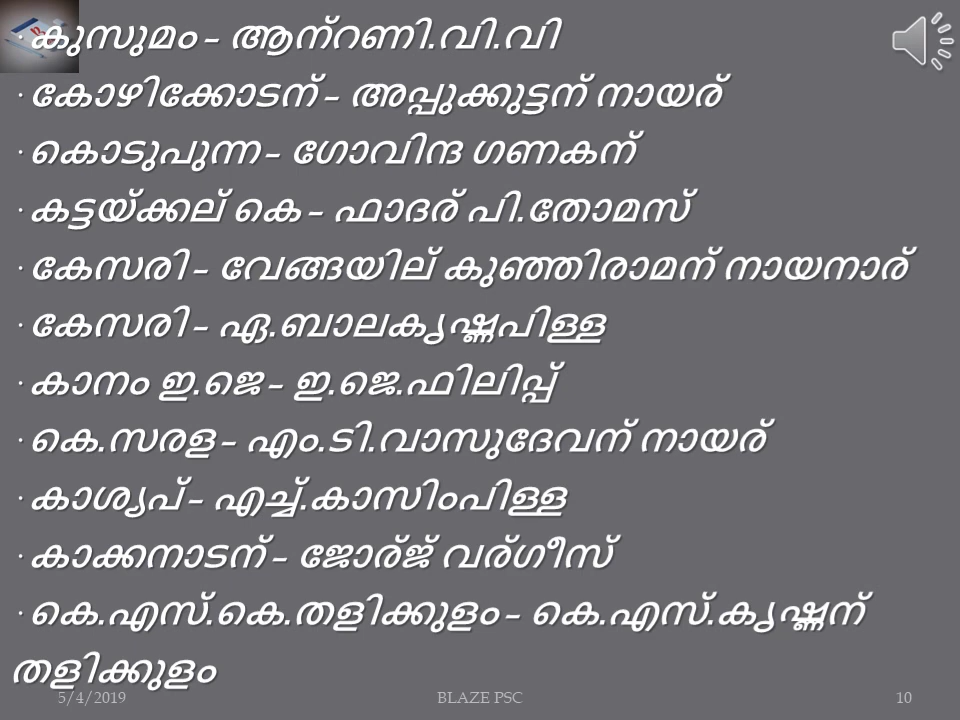 · കുസുമം – ആന്റണി.വി.വി
· കോഴിക്കോടന് – അപ്പുക്കുട്ടന് നായര്
· കൊടുപുന്ന – ഗോവിന്ദ ഗണകന്
· കട്ടയ്ക്കല് കെ – ഫാദര് പി.തോമസ്
· കേസരി – വേങ്ങയില് കുഞ്ഞിരാമന് നായനാര്
· കേസരി – ഏ.ബാലകൃഷ്ണപിള്ള
· കാനം ഇ.ജെ – ഇ.ജെ.ഫിലിപ്പ്
· കെ.സരള – എം.ടി.വാസുദേവന് നായര്
· കാശ്യപ് – എച്ച്.കാസിംപിള്ള
· കാക്കനാടന് – ജോര്ജ് വര്ഗീസ്
· കെ.എസ്.കെ.തളിക്കുളം – കെ.എസ്.കൃഷ്ണന്
തളിക്കുളം
5/4/2019 BLAZE PSC 10